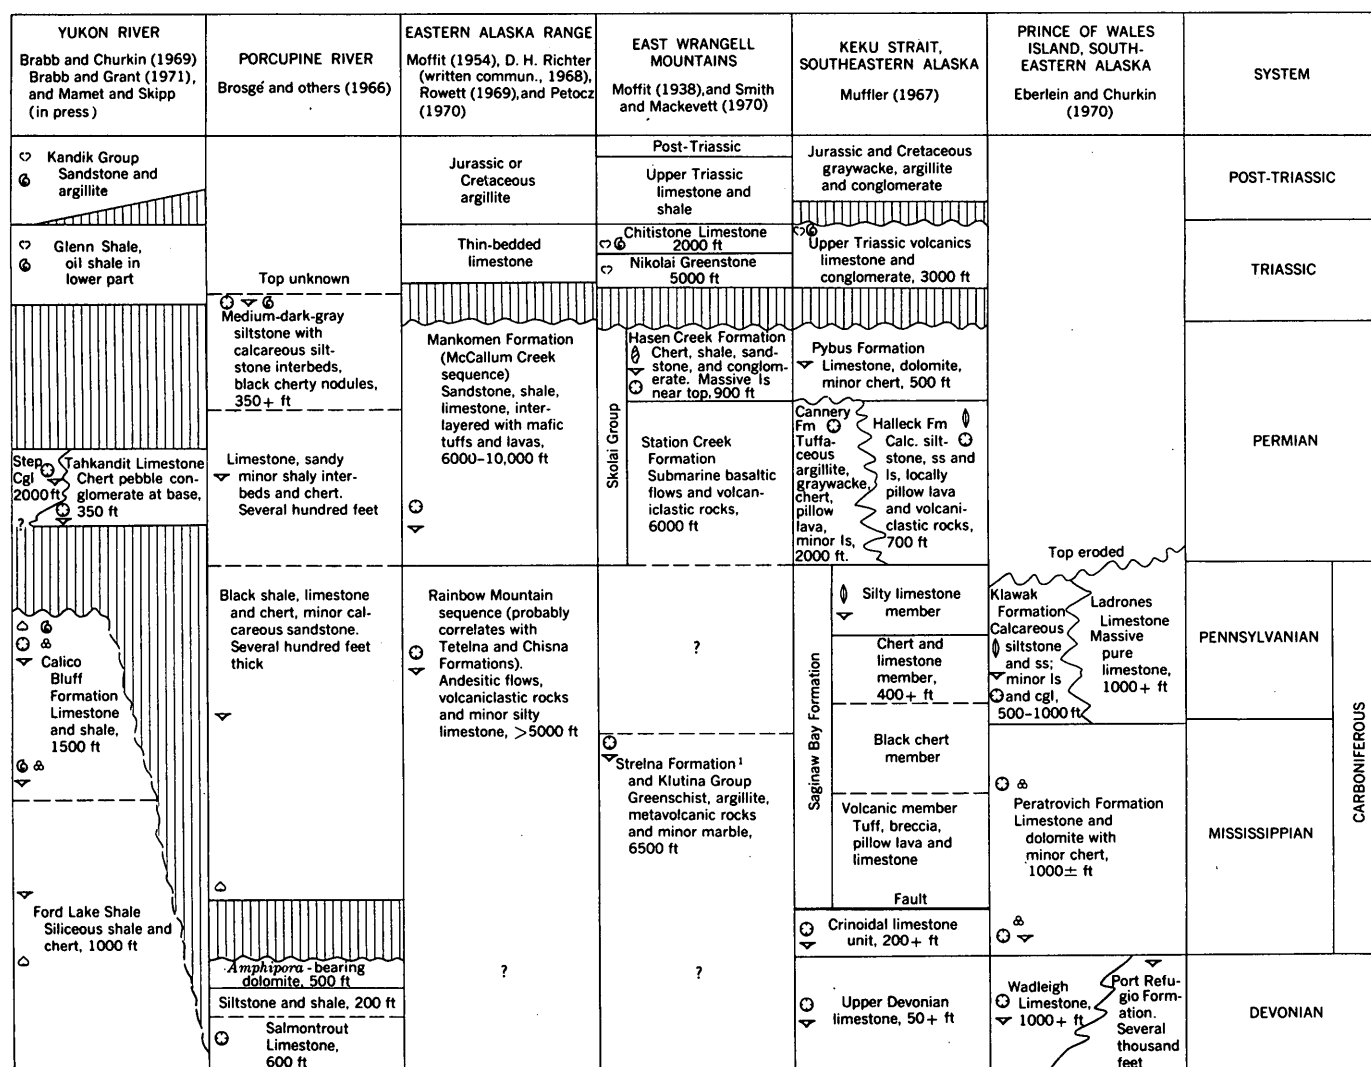 YUKON RIVER
Brabb and Churkin (1969)
Brabb and Grant (1971),
and Mamet and Skipp
(in press)
PORCUPINE RIVER
Brosgé and others (1966)
EASTERN ALASKA RANGE
Moffit (1954), D. H. Richter
(written commun., 1968),
Rowett (1969), and Petocz
(1970)
EAST WRANGELL
MOUNTAINS
Moffit (1938), and Smith
and Mackevett (1970)
KEKU STRAIT,
SOUTHEASTERN ALASKA
Muffler (1967)
PRINCE OF WALES
ISLAND, SOUTH-
EASTERN ALASKA
Eberlein and Churkin
(1970)
SYSTEM
Kandik Group
Sandstone and
argillite
Glenn Shale,
oil shale in
lower part
Step
Cgl
2000 ft
?
Tahkandit Limestone
Chert pebble con-
glomerate at base,
350 ft
Calico
Bluff
Formation
Limestone
and shale,
1500 ft
Ford Lake Shale
Siliceous shale and
chert, 1000 ft
Top unknown
Medium-dark-gray
siltstone with
calcareous silt-
stone interbeds,
black cherty nodules,
350+ ft
Limestone, sandy
minor shaly inter-
beds and chert.
Several hundred feet
Black shale, limestone
and chert, minor cal-
careous sandstone.
Several hundred feet
thick
Amphipora-bearing
dolomite, 500 ft
Siltstone and shale, 200 ft
Salmontrout
Limestone,
600 ft
Jurassic or
Cretaceous
argillite
Thin-bedded
limestone
Mankomen Formation
(McCallum Creek
sequence)
Sandstone, shale,
limestone, inter-
layered with mafic
tuffs and lavas,
6000-10,000 ft
Rainbow Mountain
sequence (probably
correlates with
Tetelna and Chisna
Formations).
Andesitic flows,
volcaniclastic rocks
and minor silty
limestone, >5000 ft
?
Post-Triassic
Upper Triassic
limestone and
shale
Chitistone Limestone
2000 ft
Nikolai Greenstone
5000 ft
Skolai Group
Hasen Creek Formation
Chert, shale, sand-
stone, and conglom-
erate. Massive ls
near top, 900 ft
Station Creek
Formation
Submarine basaltic
flows and volcan-
iclastic rocks,
6000 ft
?
Strelna Formation¹
and Klutina Group
Greenschist, argillite,
metavolcanic rocks
and minor marble,
6500 ft
?
Jurassic and Cretaceous
graywacke, argillite
and conglomerate
Upper Triassic volcanics
limestone and
conglomerate, 3000 ft
Pybus Formation
Limestone, dolomite,
minor chert, 500 ft
Cannery
Fm
Tuffa-
ceous
argillite,
graywacke,
chert,
pillow
lava,
minor ls,
2000 ft.
Halleck Fm
Calc. silt-
stone, ss and
ls, locally
pillow lava
and volcani-
clastic rocks,
700 ft
Saginaw Bay Formation
Silty limestone
member
Chert and
limestone
member,
400+ ft
Black chert
member
Volcanic member
Tuff, breccia,
pillow lava and
limestone
Fault
Crinoidal limestone
unit, 200+ ft
Upper Devonian
limestone, 50+ ft
Top eroded
Klawak
Formation
Calcareous
siltstone
and ss;
minor ls
and cgl,
500-1000 ft
Ladrones
Limestone
Massive
pure
limestone,
1000+ ft
Peratrovich Formation
Limestone and
dolomite with
minor chert,
1000± ft
Wadleigh
Limestone,
1000+ ft
Port Refu-
gio Form-
ation.
Several
thousand
feet
POST-TRIASSIC
TRIASSIC
PERMIAN
PENNSYLVANIAN
MISSISSIPPIAN
CARBONIFEROUS
DEVONIAN